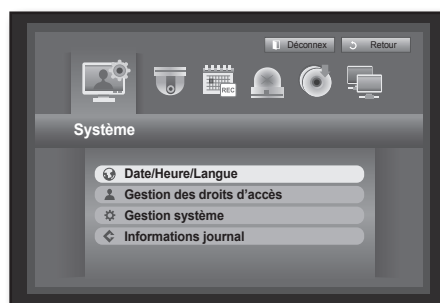 Déconnex Retour
REC
Système
Date/Heure/Langue
Gestion des droits d'accès
Gestion système
Informations journal